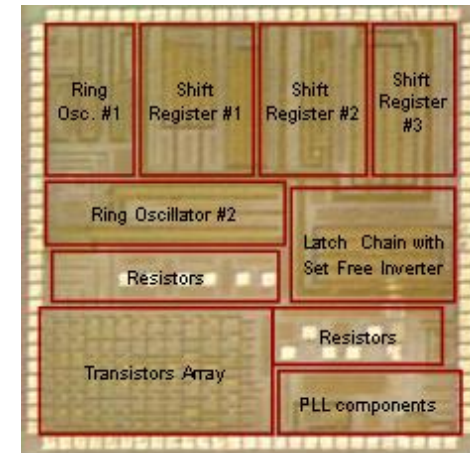 Ring
Osc. #1
Shift
Register #1
Shift
Register #2
Shift
Register
#3
Ring Oscillator #2
Latch Chain with
Set Free Inverter
Resistors
Resistors
Transistors Array
PLL components